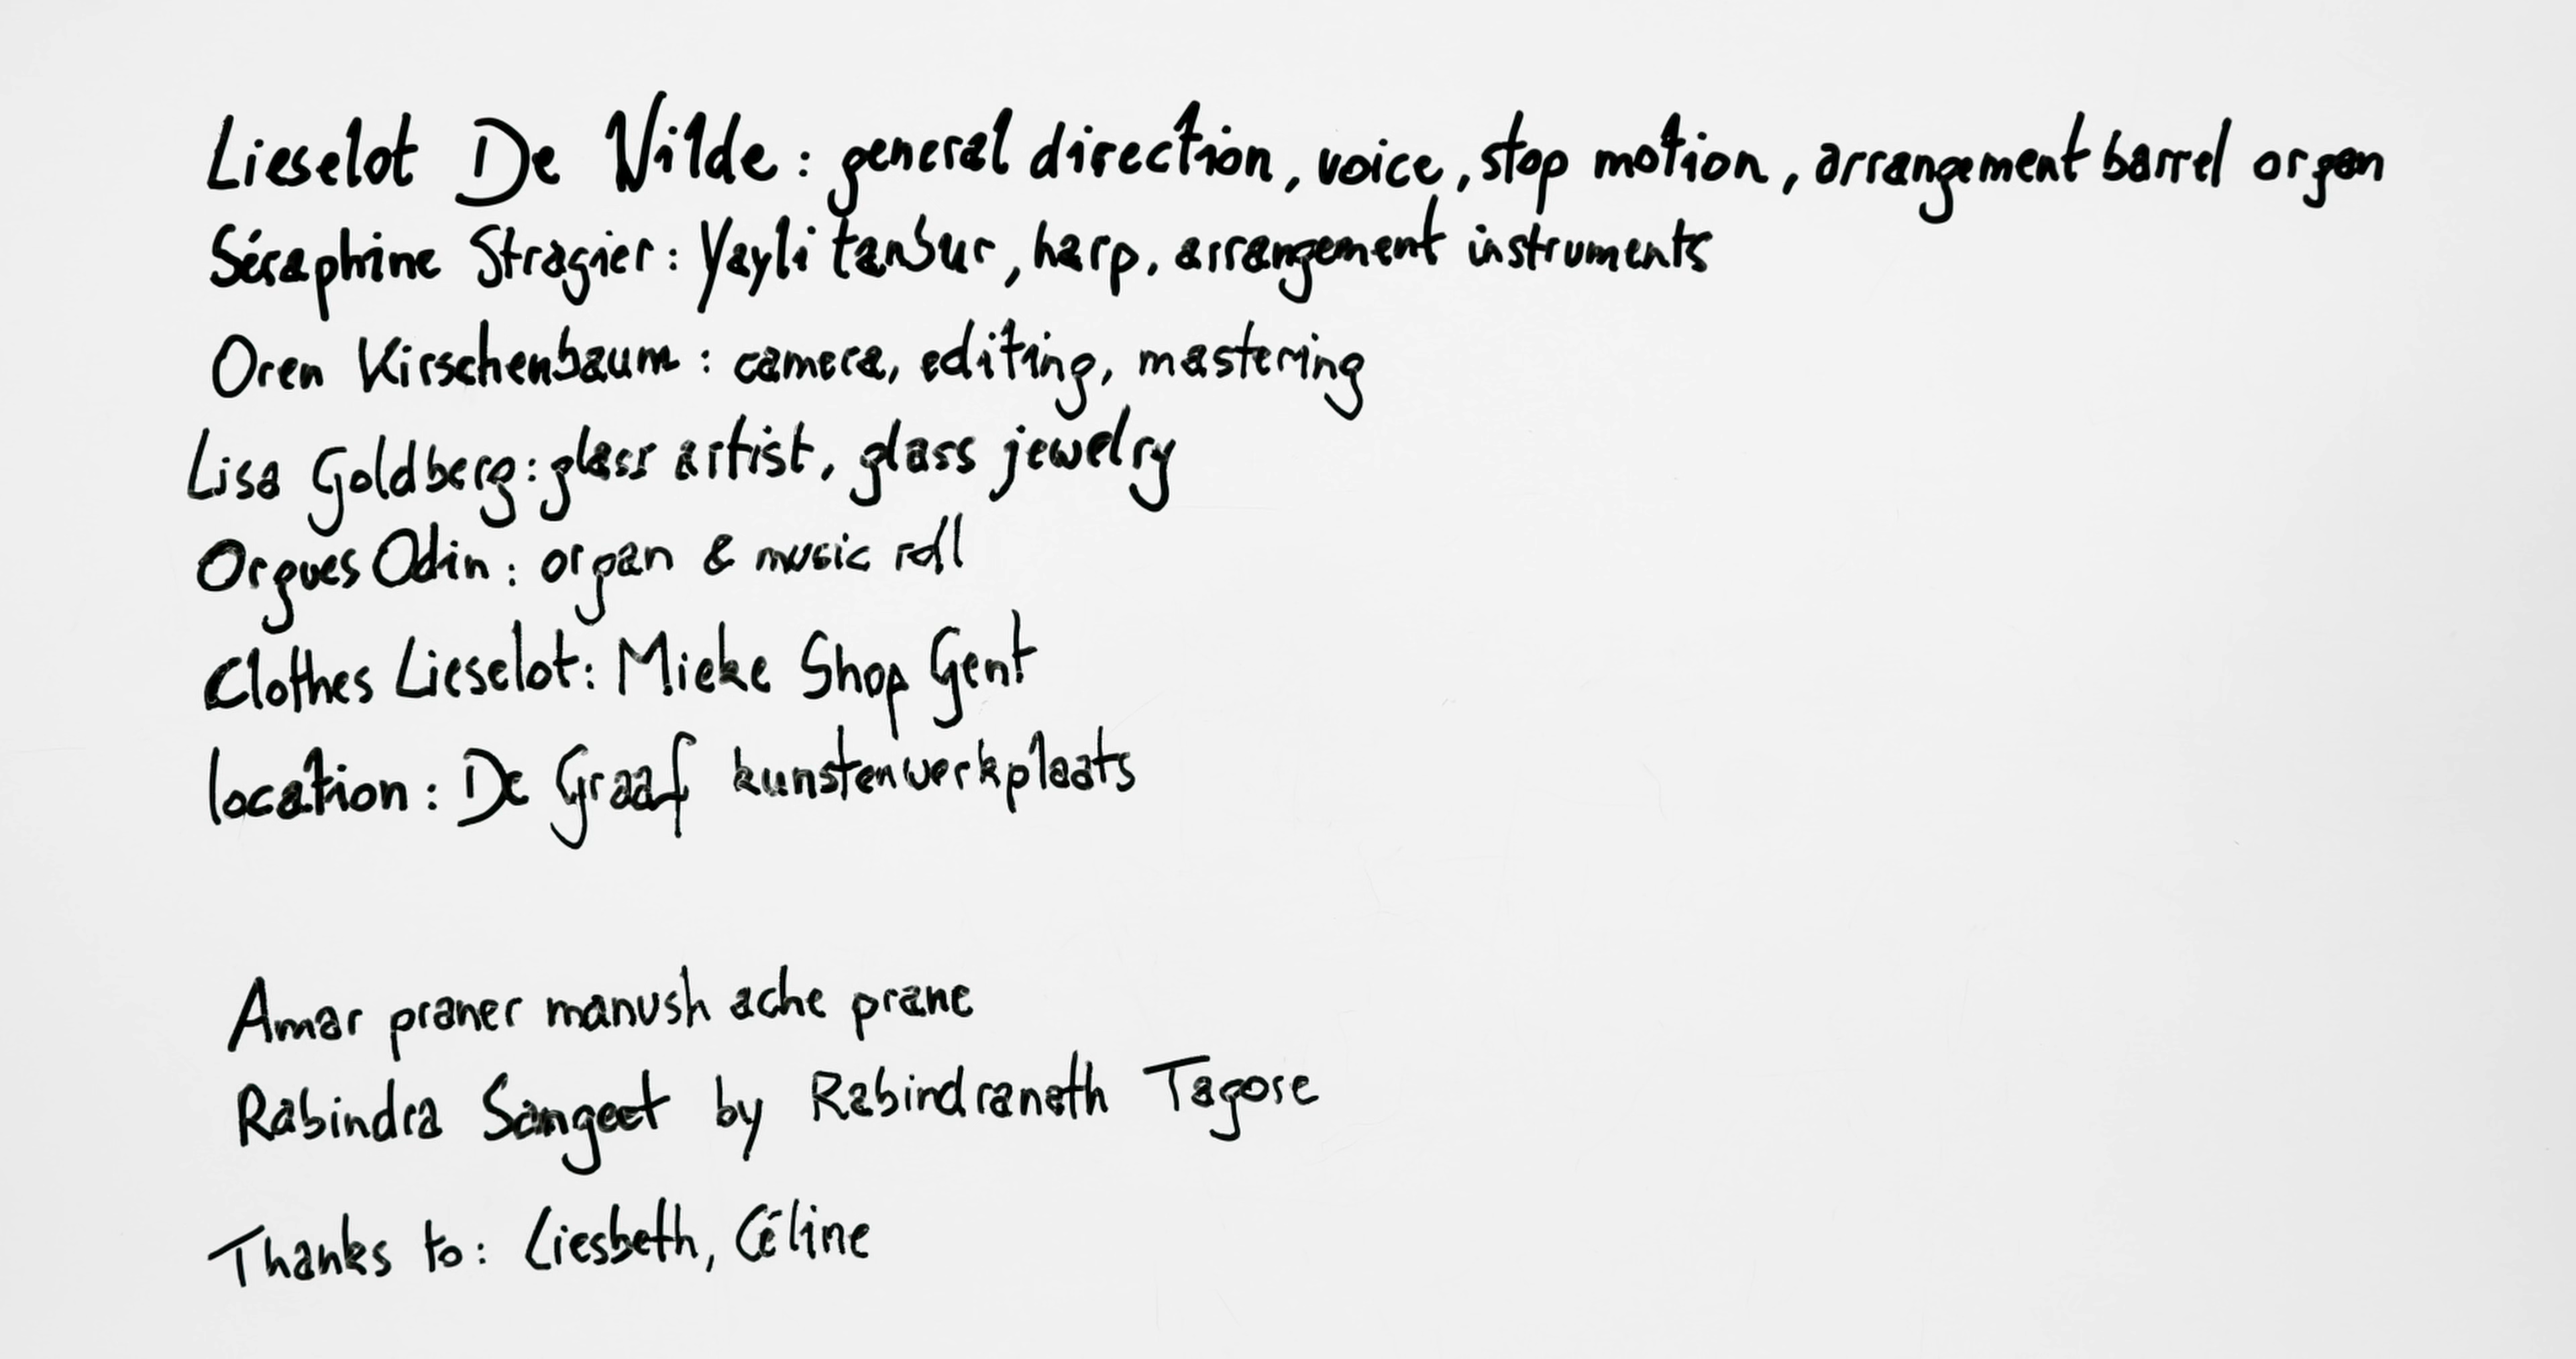 Lieselot De Wilde : general direction, voice, stop motion, arrangement barrel organ
Séraphine Stragier : Yayli tanbur, harp, arrangement instruments
Oren Kirschenbaum : camera, editing, mastering
Lisa Goldberg : glass artist, glass jewelry
Orgues Odin : organ & music roll
Clothes Lieselot : Mieke Shop Gent
location : De Graaf kunstenwerkplaats
Amar praner manush ache prane
Rabindra Sangeet by Rabindranath Tagore
Thanks to : Liesbeth, Céline